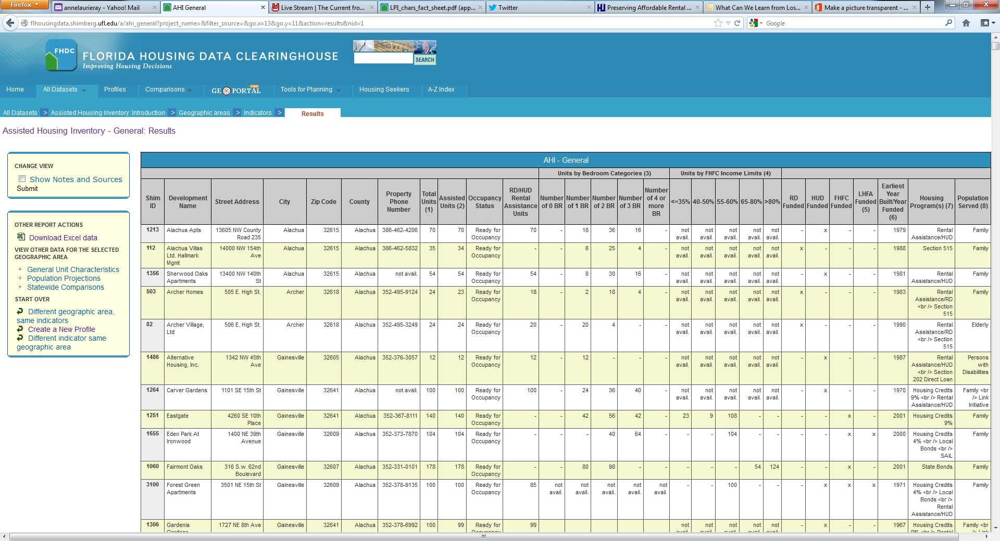 Firefox
annelaurieray - Yahoo! Mail
AHI General
Live Stream | The Current fro...
LPI_chars_fact_sheet.pdf (app...
Twitter
Preserving Affordable Rental ...
What Can We Learn from Los...
Make a picture transparent - ...
flhousingdata.shimberg.ufl.edu/a/ahi_general?project_name=&filter_source=&go.x=13&go.y=11&action=results&nid=1
Google
FHDC
FLORIDA HOUSING DATA CLEARINGHOUSE
Improving Housing Decisions
SEARCH
Home All Datasets Profiles Comparisons GEOPORTAL new Tools for Planning Housing Seekers A-Z Index
All Datasets > Assisted Housing Inventory: Introduction > Geographic areas > Indicators > Results
Assisted Housing Inventory - General: Results
CHANGE VIEW
Show Notes and Sources
Submit
OTHER REPORT ACTIONS
Download Excel data
VIEW OTHER DATA FOR THE SELECTED
GEOGRAPHIC AREA
General Unit Characteristics
Population Projections
Statewide Comparisons
START OVER
Different geographic area,
same indicators
Create a New Profile
Different indicator same
geographic area
AHI - General
Units by Bedroom Categories (3) Units by FHFC Income Limits (4)
Shim ID Development Name Street Address City Zip Code County Property Phone Number Total Units (1) Assisted Units (2) Occupancy Status RD/HUD Rental Assistance Units Number of 0 BR Number of 1 BR Number of 2 BR Number of 3 BR Number of 4 or more BR <=35% 40-50% 55-60% 65-80% >80% RD Funded HUD Funded FHFC Funded LHFA Funded (5) Earliest Year Built/Year Funded (6) Housing Program(s) (7) Population Served (8)
1213 Alachua Apts 13605 NW County Road 235 Alachua 32615 Alachua 386-462-4206 70 70 Ready for Occupancy 70 - 18 36 16 - not avail. not avail. not avail. not avail. not avail. - x - - 1979 Rental Assistance/HUD Family
112 Alachua Villas Ltd. Hallmark Mgmt 14000 NW 154th Ave Alachua 32615 Alachua 386-462-5832 35 34 Ready for Occupancy - - 6 25 4 - not avail. not avail. not avail. not avail. not avail. x - - - 1988 Section 515 Family
1356 Sherwood Oaks Apartments 13400 NW 140th St Alachua 32615 Alachua not avail. 54 54 Ready for Occupancy 54 - 8 30 16 - not avail. not avail. not avail. not avail. not avail. - x - - 1981 Rental Assistance/HUD Family
503 Archer Homes 505 E. High St. Archer 32618 Alachua 352-495-9124 24 23 Ready for Occupancy 18 - 2 18 4 - not avail. not avail. not avail. not avail. not avail. x - - - 1983 Rental Assistance/RD <br /> Section 515 Family
82 Archer Village, Ltd 506 E. High St. Archer 32618 Alachua 352-495-3249 24 24 Ready for Occupancy 20 - 20 4 - - not avail. not avail. not avail. not avail. not avail. x - - - 1990 Rental Assistance/RD <br /> Section 515 Elderly
1486 Alternative Housing, Inc. 1342 NW 45th Ave Gainesville 32605 Alachua 352-376-3057 12 12 Ready for Occupancy 12 - 12 - - - not avail. not avail. not avail. not avail. not avail. - x - - 1987 Rental Assistance/HUD <br /> Section 202 Direct Loan Persons with Disabilities
1264 Carver Gardens 1101 SE 15th St Gainesville 32641 Alachua not avail. 100 100 Ready for Occupancy 100 - 24 36 40 - not avail. not avail. not avail. not avail. not avail. - x - - 1970 Housing Credits 9% <br /> Rental Assistance/HUD Family <br /> Link Initiative
1251 Eastgate 4260 SE 10th Place Gainesville 32641 Alachua 352-367-8111 140 140 Ready for Occupancy - - 42 56 42 - 23 9 108 - - - - x - 2001 Housing Credits 9% Family
1655 Eden Park At Ironwood 1400 NE 39th Avenue Gainesville 32609 Alachua 352-373-7870 104 104 Ready for Occupancy - - - 40 64 - - - 104 - - - - x x 2000 Housing Credits 4% <br /> Local Bonds <br /> SAIL Family
1060 Fairmont Oaks 316 S.w. 62nd Boulevard Gainesville 32607 Alachua 352-331-0101 178 178 Ready for Occupancy - - 80 98 - - - - - 54 124 - - x - 2001 State Bonds Family
3100 Forest Green Apartments 3501 NE 15th St Gainesville 32609 Alachua 352-378-9135 100 100 Ready for Occupancy 85 not avail. not avail. not avail. not avail. not avail. - - 100 - - - x x x 1971 Housing Credits 4% <br /> Local Bonds <br /> Rental Assistance/HUD Family
1306 Gardenia Gardens 1727 NE 8th Ave Gainesville 32641 Alachua 352-378-6992 100 99 Ready for Occupancy 99 not avail. not avail. not avail. not avail. not avail. - x - - 1967 Housing Credits 9% <br /> Rental Family <br /> Link